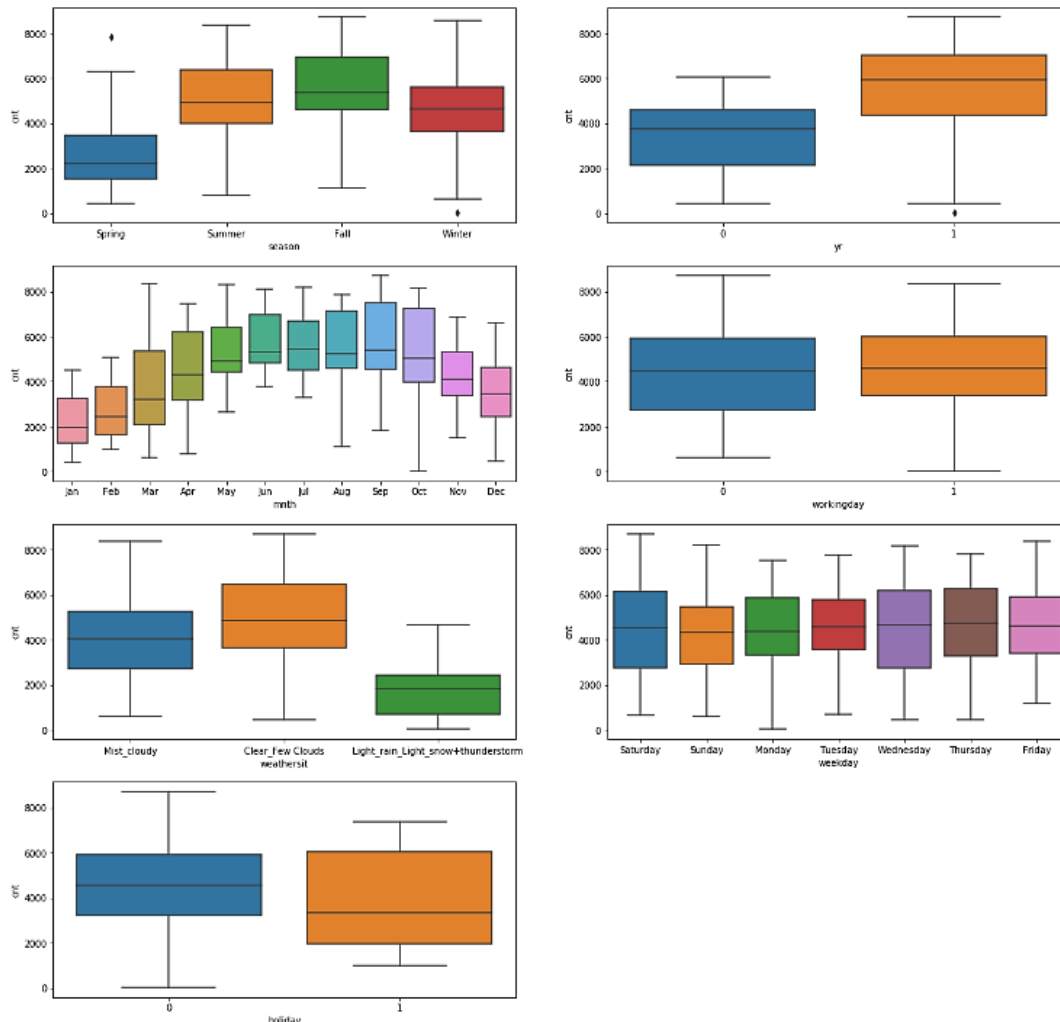 8000
6000
4000
2000
0
cnt
Spring Summer Fall Winter
season
8000
6000
4000
2000
0
cnt
0 1
yr
8000
6000
4000
2000
0
cnt
Jan Feb Mar Apr May Jun Jul Aug Sep Oct Nov Dec
mnth
8000
6000
4000
2000
0
cnt
0 1
workingday
8000
6000
4000
2000
0
cnt
Mist_cloudy Clear_Few Clouds Light_rain_Light_snow+thunderstorm
weathersit
8000
6000
4000
2000
0
cnt
Saturday Sunday Monday Tuesday Wednesday Thursday Friday
weekday
8000
6000
4000
2000
0
cnt
0 1
holiday